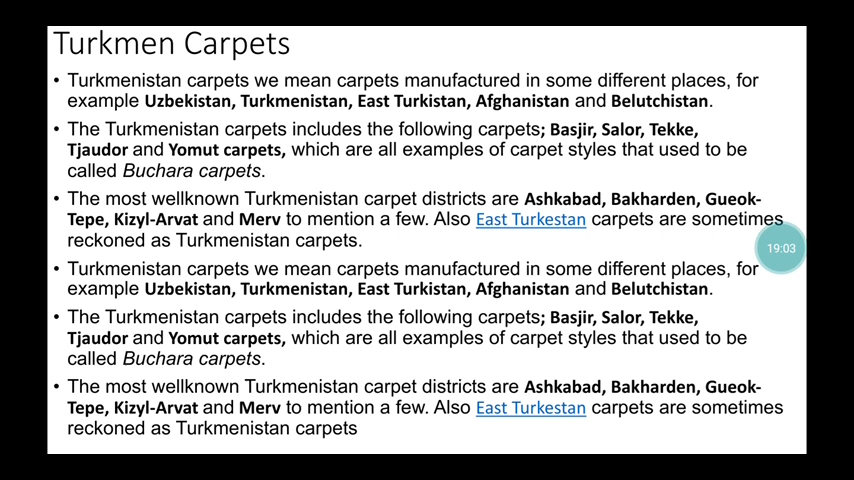 Turkmen Carpets
• Turkmenistan carpets we mean carpets manufactured in some different places, for
example Uzbekistan, Turkmenistan, East Turkistan, Afghanistan and Belutchistan.
• The Turkmenistan carpets includes the following carpets; Basjir, Salor, Tekke,
Tjaudor and Yomut carpets, which are all examples of carpet styles that used to be
called Buchara carpets.
• The most wellknown Turkmenistan carpet districts are Ashkabad, Bakharden, Gueok-
Tepe, Kizyl-Arvat and Merv to mention a few. Also East Turkestan carpets are sometimes
reckoned as Turkmenistan carpets.
19:03
• Turkmenistan carpets we mean carpets manufactured in some different places, for
example Uzbekistan, Turkmenistan, East Turkistan, Afghanistan and Belutchistan.
• The Turkmenistan carpets includes the following carpets; Basjir, Salor, Tekke,
Tjaudor and Yomut carpets, which are all examples of carpet styles that used to be
called Buchara carpets.
• The most wellknown Turkmenistan carpet districts are Ashkabad, Bakharden, Gueok-
Tepe, Kizyl-Arvat and Merv to mention a few. Also East Turkestan carpets are sometimes
reckoned as Turkmenistan carpets